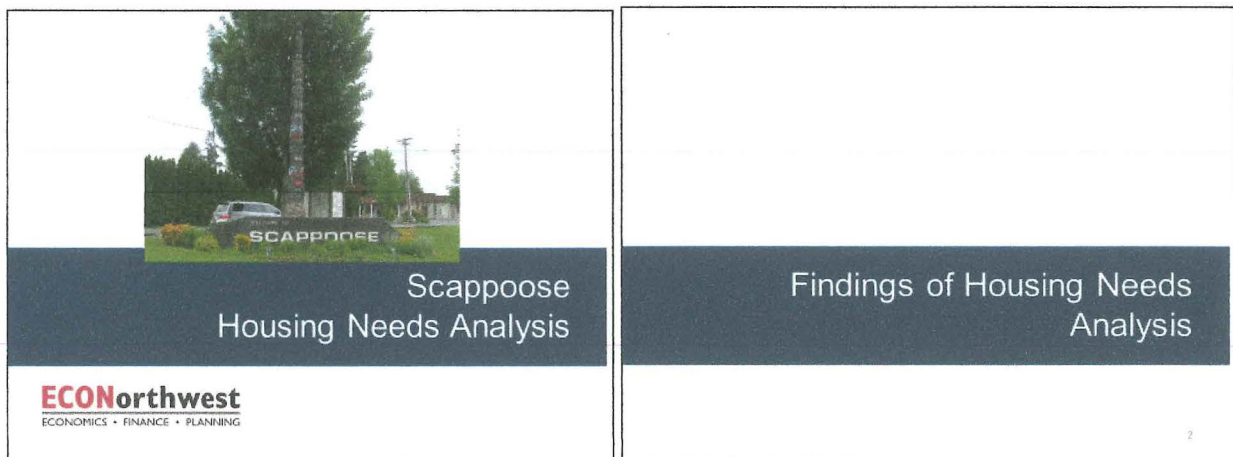 SCAPPOOSE
Scappoose
Housing Needs Analysis
ECONorthwest
ECONOMICS • FINANCE • PLANNING
Findings of Housing Needs
Analysis
2